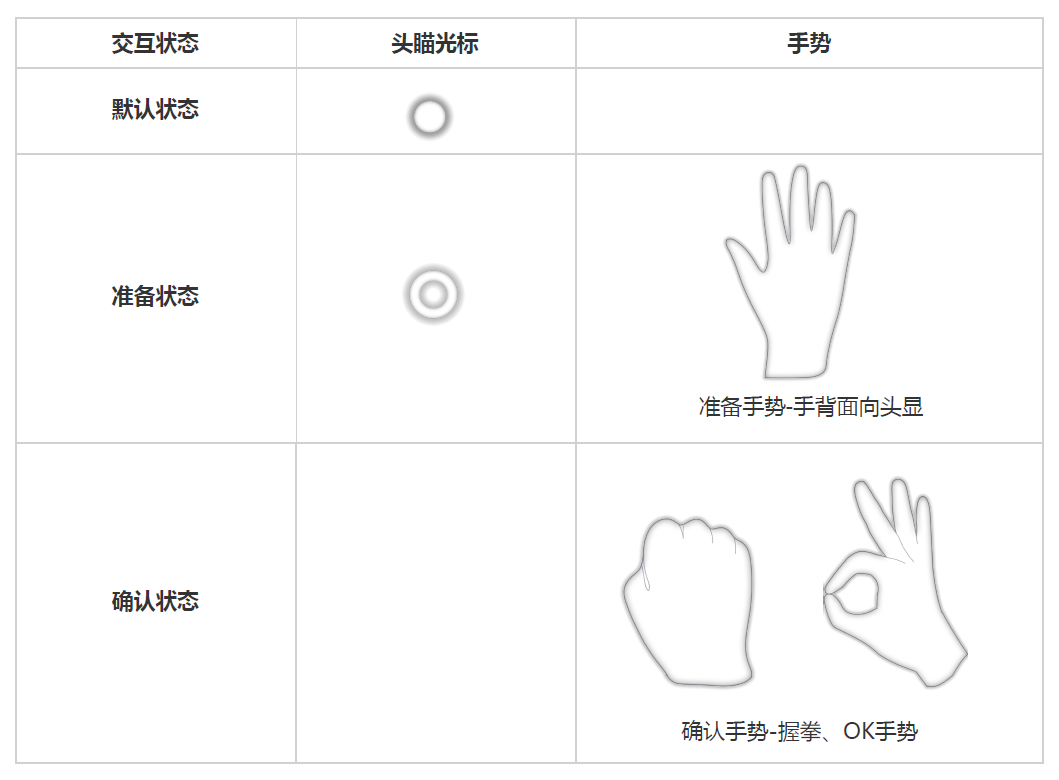 交互状态
头瞄光标
手势
默认状态
准备状态
准备手势-手背面向头显
确认状态
确认手势-握拳、OK手势